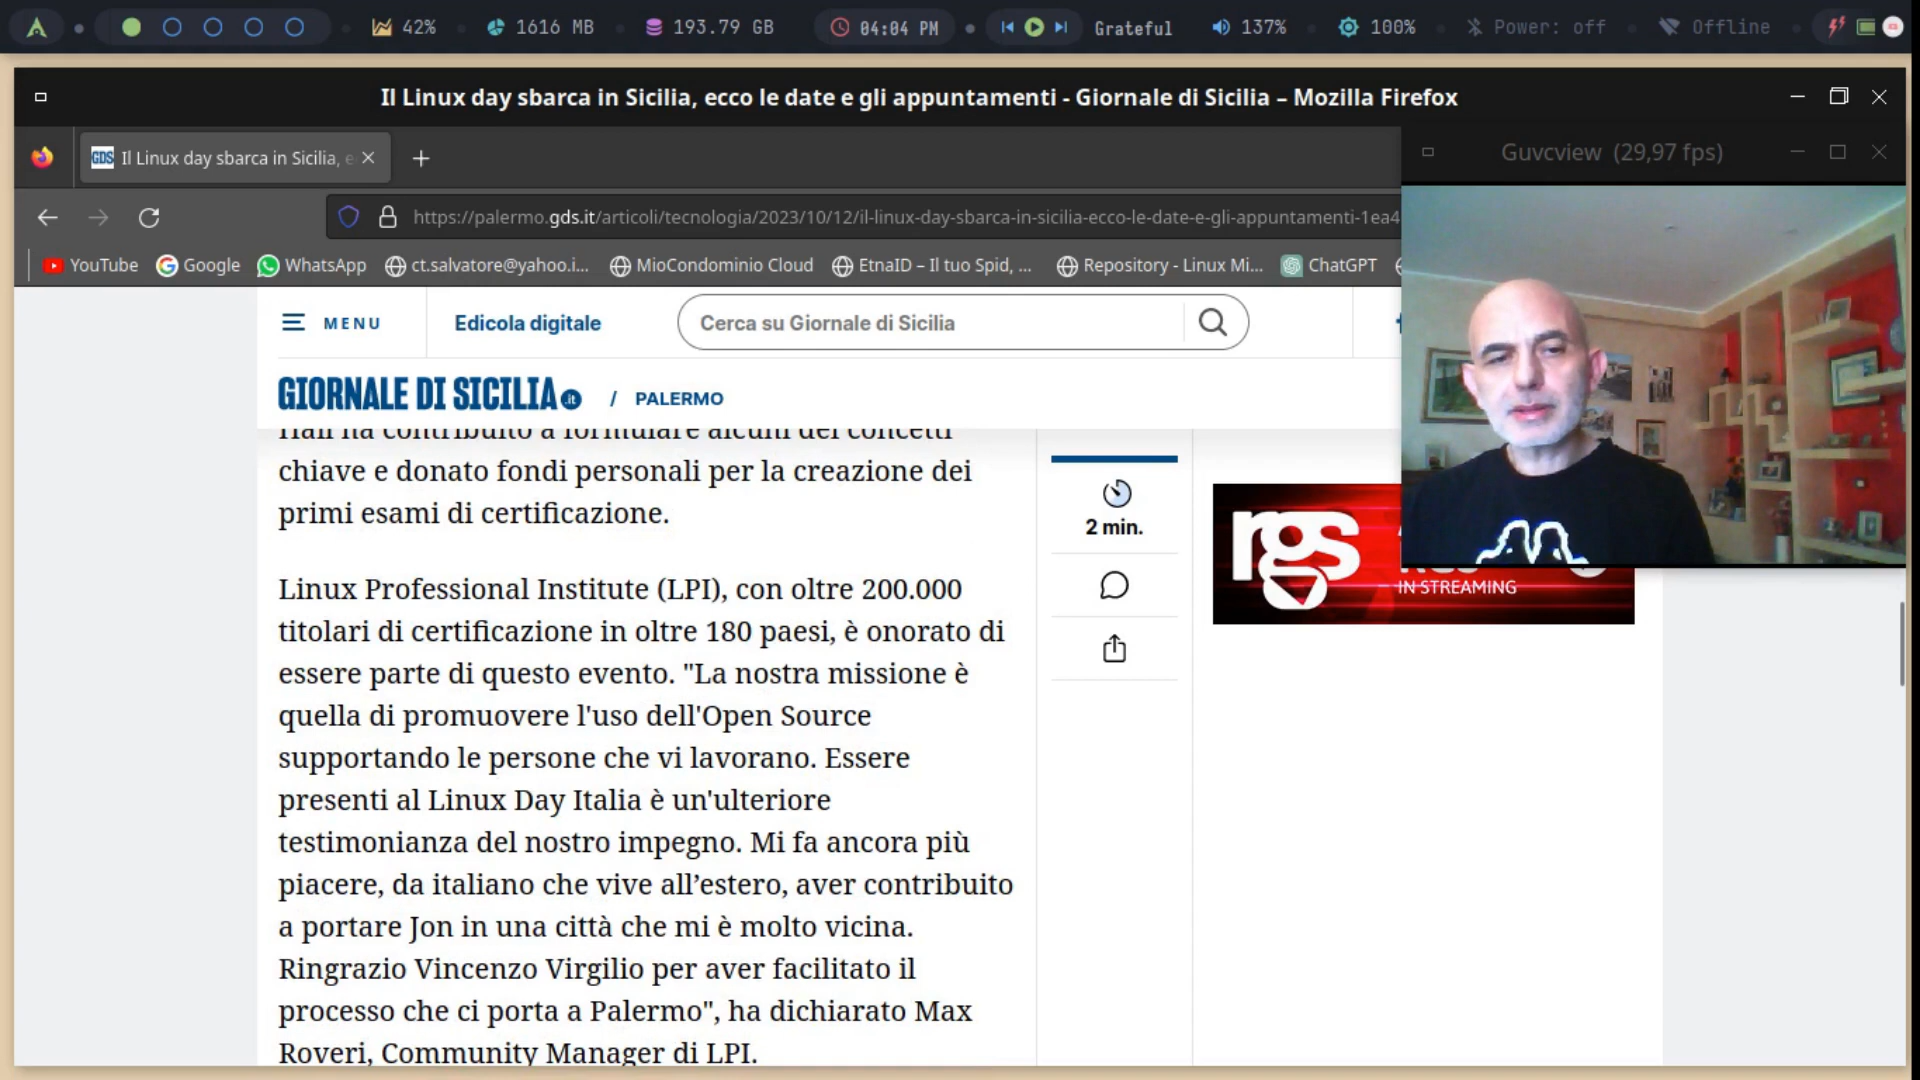 42%
1616 MB
193.79 GB
04:04 PM
Grateful
137%
100%
Power: off
Offline
Il Linux day sbarca in Sicilia, ecco le date e gli appuntamenti - Giornale di Sicilia – Mozilla Firefox
GDS Il Linux day sbarca in Sicilia, e
Guvcview (29,97 fps)
https://palermo.gds.it/articoli/tecnologia/2023/10/12/il-linux-day-sbarca-in-sicilia-ecco-le-date-e-gli-appuntamenti-1ea4
YouTube
Google
WhatsApp
ct.salvatore@yahoo.i...
MioCondominio Cloud
EtnaID – Il tuo Spid, ...
Repository - Linux Mi...
ChatGPT
MENU
Edicola digitale
Cerca su Giornale di Sicilia
GIORNALE DI SICILIA.it / PALERMO
Hall ha contribuito a formulare alcuni dei concetti
chiave e donato fondi personali per la creazione dei
primi esami di certificazione.
Linux Professional Institute (LPI), con oltre 200.000
titolari di certificazione in oltre 180 paesi, è onorato di
essere parte di questo evento. "La nostra missione è
quella di promuovere l'uso dell'Open Source
supportando le persone che vi lavorano. Essere
presenti al Linux Day Italia è un'ulteriore
testimonianza del nostro impegno. Mi fa ancora più
piacere, da italiano che vive all’estero, aver contribuito
a portare Jon in una città che mi è molto vicina.
Ringrazio Vincenzo Virgilio per aver facilitato il
processo che ci porta a Palermo", ha dichiarato Max
Roveri, Community Manager di LPI.
2 min.
rgs
IN STREAMING